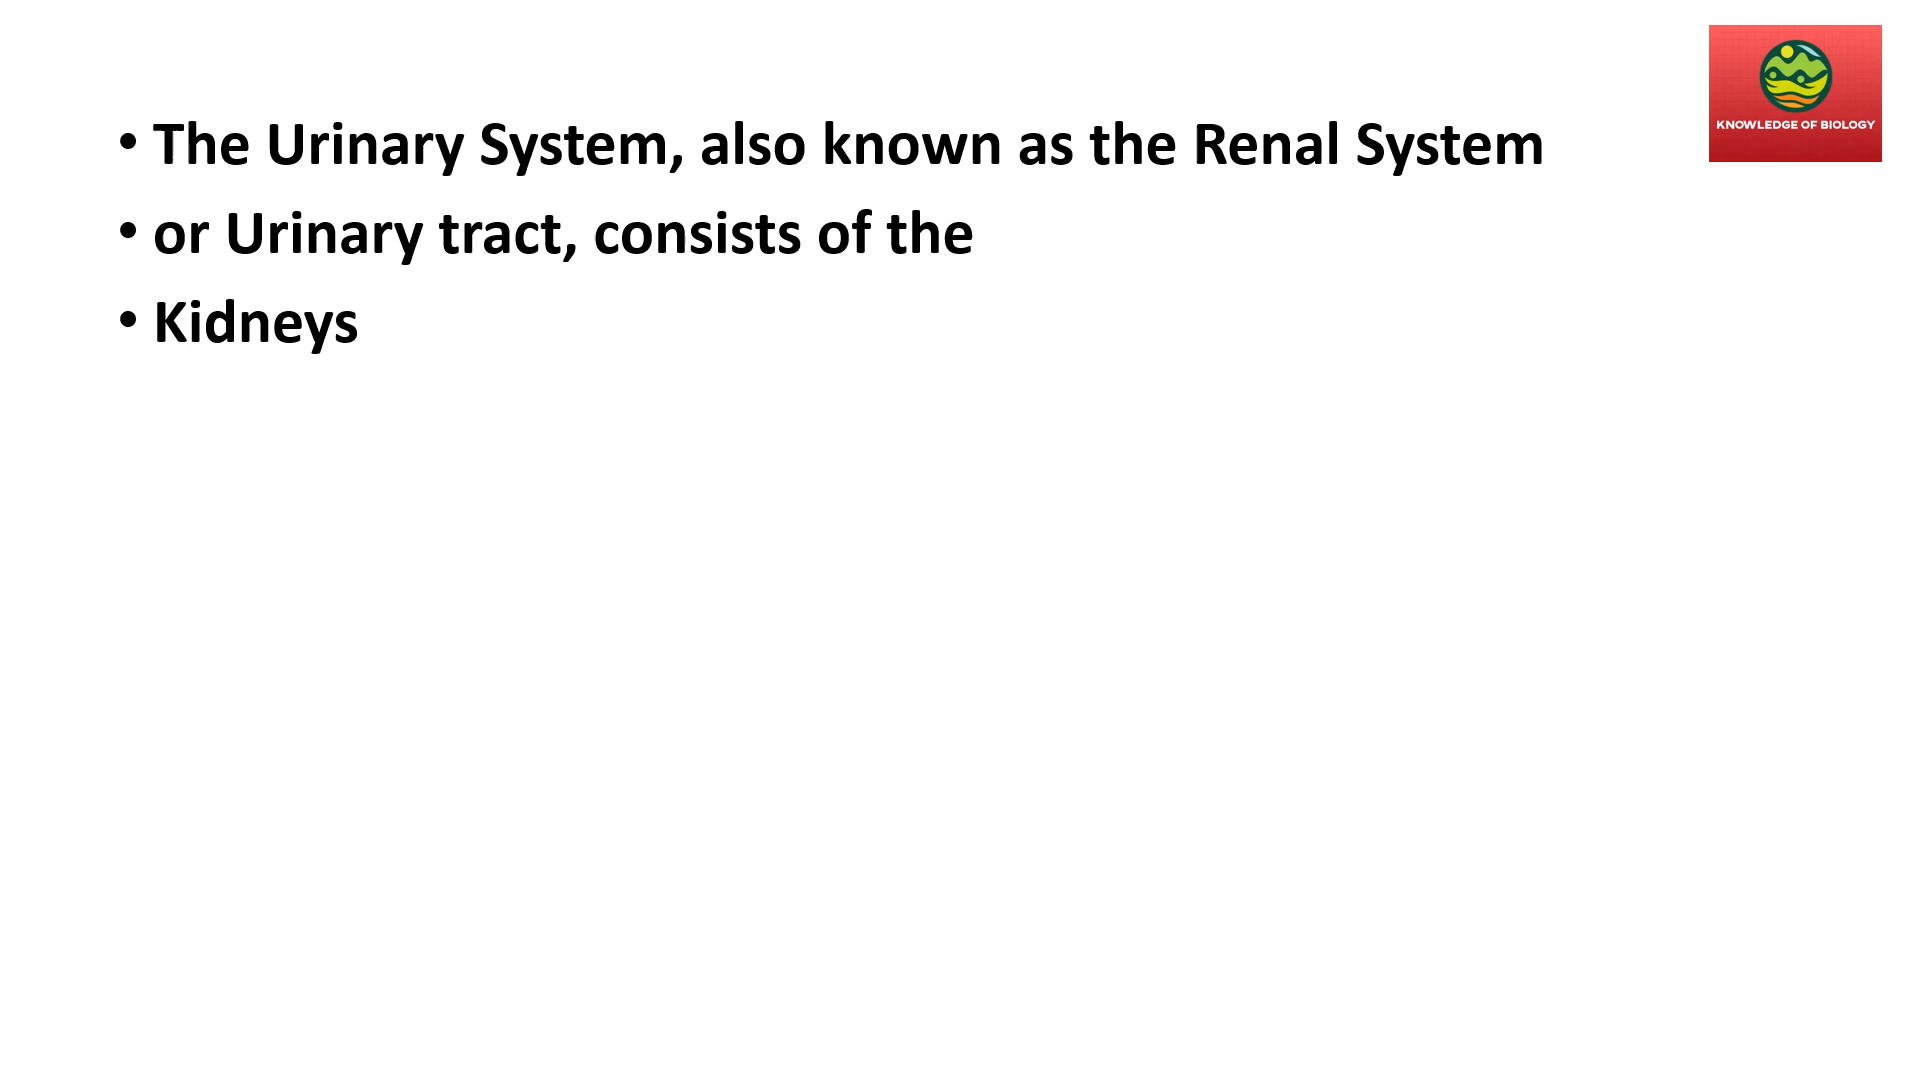 • The Urinary System, also known as the Renal System
• or Urinary tract, consists of the
• Kidneys
KNOWLEDGE OF BIOLOGY